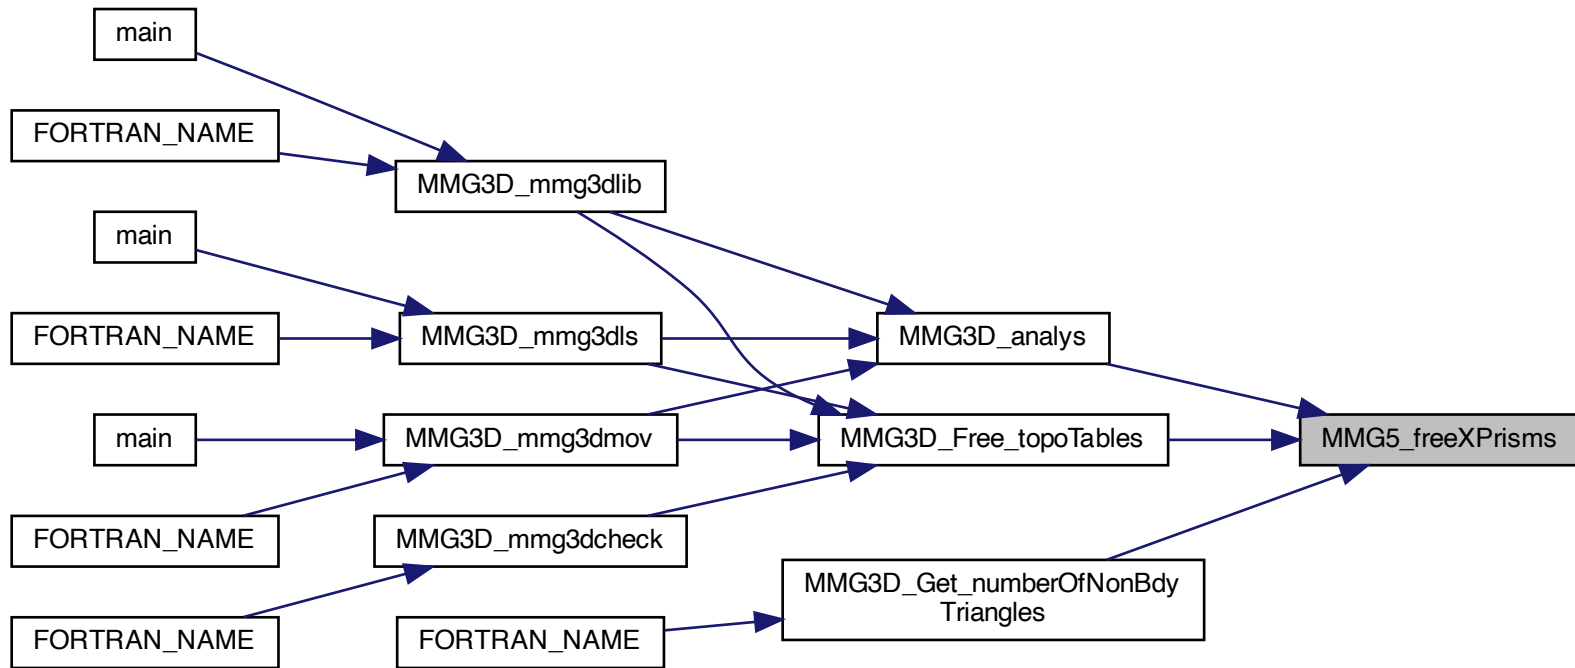 main
FORTRAN_NAME
MMG3D_mmg3dlib
main
FORTRAN_NAME
MMG3D_mmg3dls
MMG3D_analys
main
MMG3D_mmg3dmov
MMG3D_Free_topoTables
MMG5_freeXPrisms
FORTRAN_NAME
MMG3D_mmg3dcheck
MMG3D_Get_numberOfNonBdy
Triangles
FORTRAN_NAME
FORTRAN_NAME